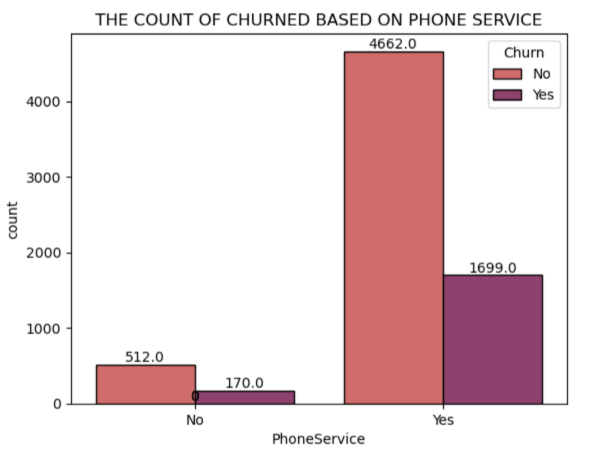 THE COUNT OF CHURNED BASED ON PHONE SERVICE
4662.0
Churn
No
Yes
4000
3000
count
2000
1699.0
1000
512.0
170.0
0
0
No
Yes
PhoneService